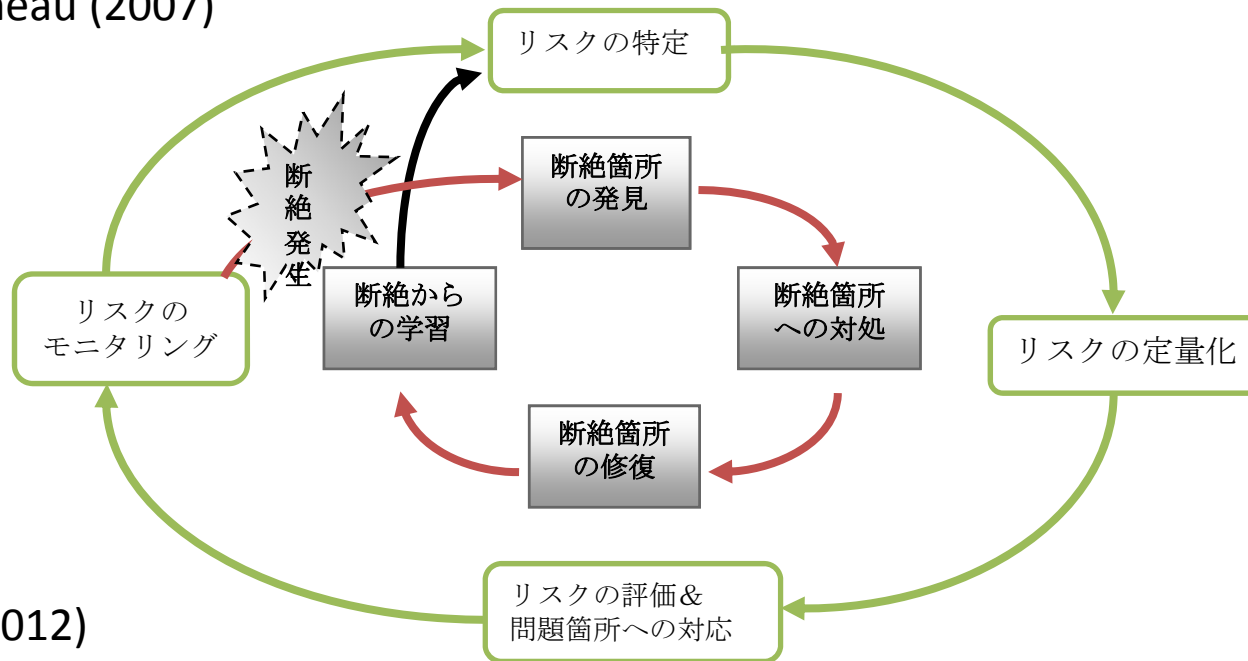 neau (2007)
リスクの特定
断絶発生
断絶箇所
の発見
リスクの
モニタリング
断絶から
の学習
断絶箇所
への対処
リスクの定量化
断絶箇所
の修復
リスクの評価&
問題箇所への対応
012)